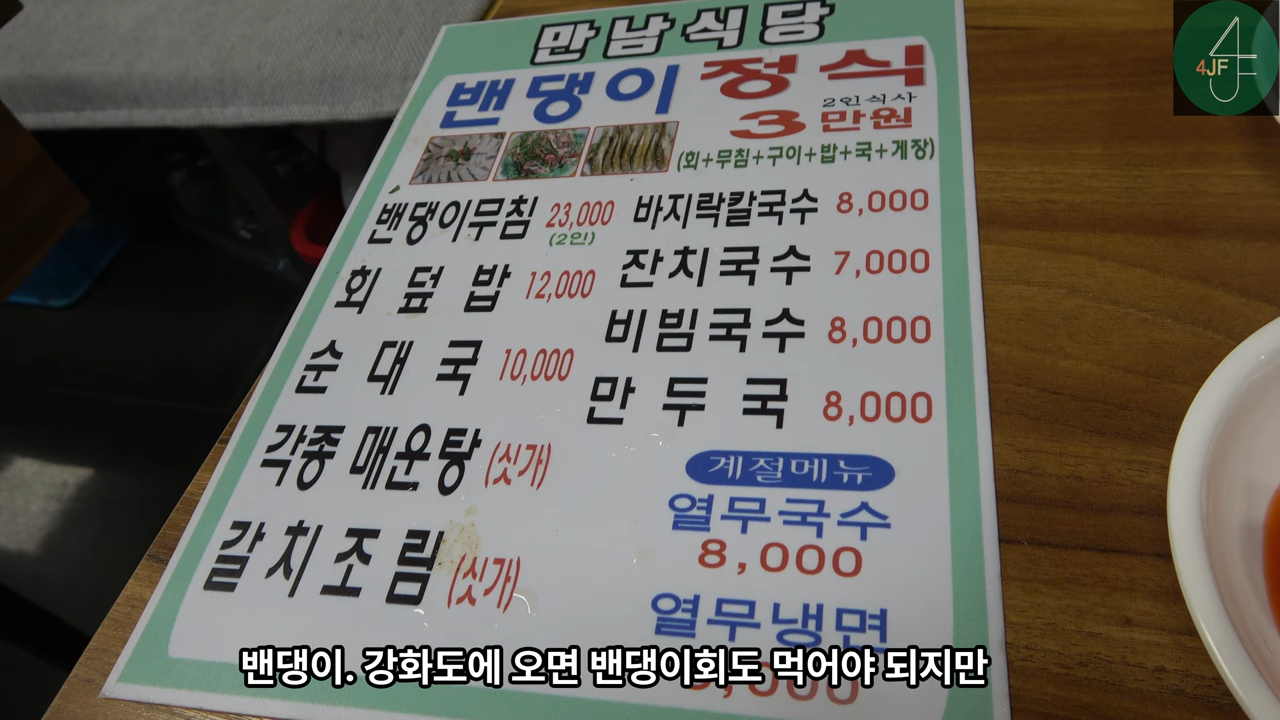 만남식당
밴댕이 정식
2인식사
3만원
(회+무침+구이+밥+국+게장)
밴댕이무침 23,000
(2인)
회덮밥 12,000
순대국 10,000
각종 매운탕 (싯가)
갈치조림 (싯가)
바지락칼국수 8,000
잔치국수 7,000
비빔국수 8,000
만두국 8,000
계절메뉴
열무국수
8,000
열무냉면
밴댕이. 강화도에 오면 밴댕이회도 먹어야 되지만
4JF